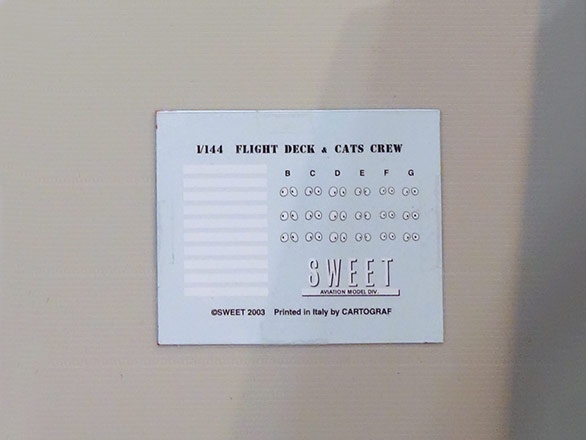 1/144 FLIGHT DECK & CATS CREW
B C D E F G
SWEET
AVIATION MODEL DIV.
©SWEET 2003 Printed in Italy by CARTOGRAF